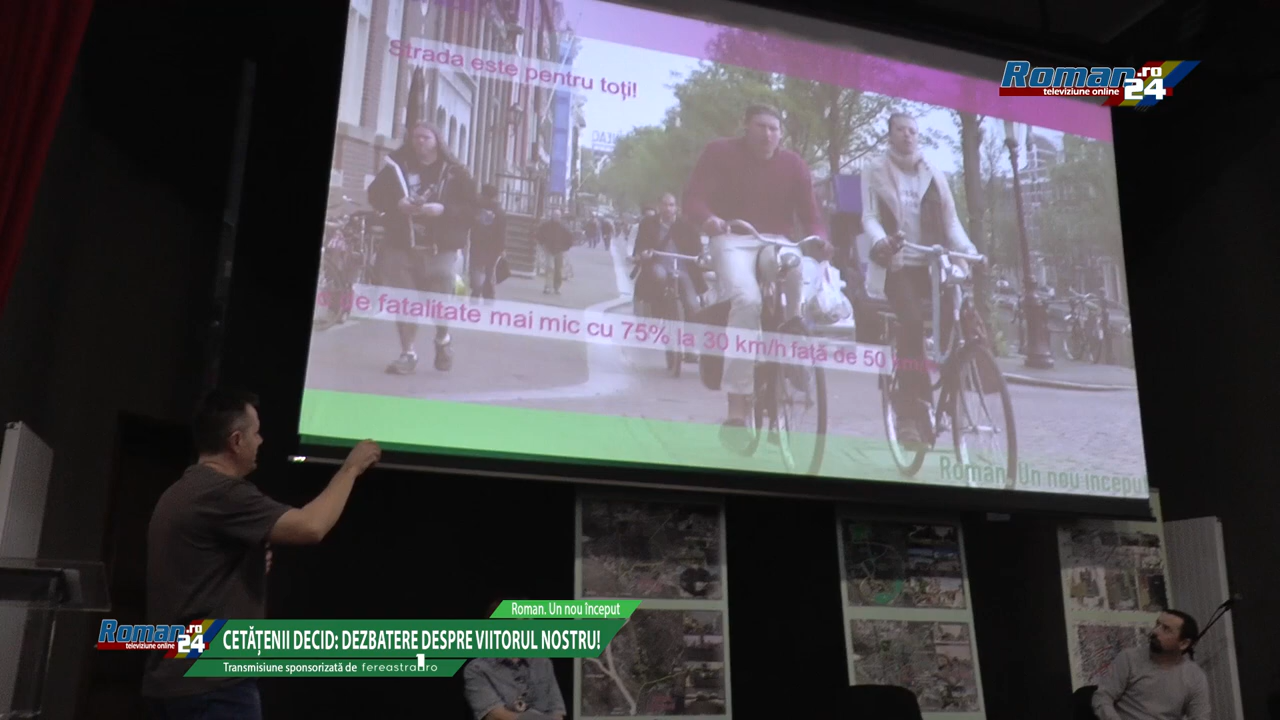 Strada este pentru toți!
Roman.ro
24
televiziune online
de fatalitate mai mic cu 75% la 30 km/h față de 50
Roman. Un nou început
Roman. Un nou început
Roman.ro
24
televiziune online
CETĂȚENII DECID: DEZBATERE DESPRE VIITORUL NOSTRU!
Transmisiune sponsorizată de fereastra1.ro